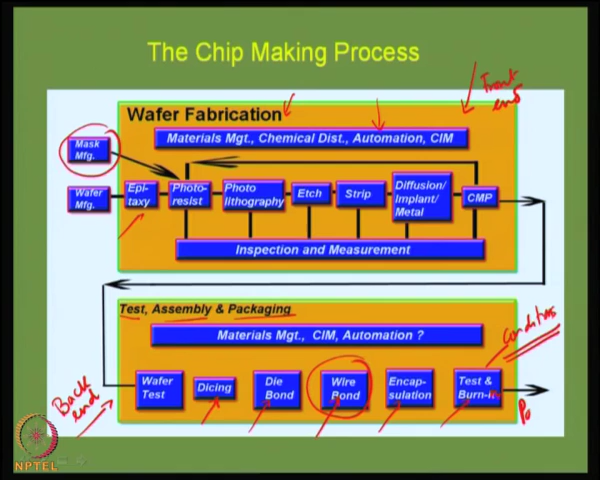 The Chip Making Process
Front
end
Wafer Fabrication
Materials Mgt., Chemical Dist., Automation, CIM
Mask
Mfg.
Wafer
Mfg.
Epi-
taxy
Photo-
resist
Photo
lithography
Etch
Strip
Diffusion/
Implant/
Metal
CMP
Inspection and Measurement
Test, Assembly & Packaging
Materials Mgt., CIM, Automation ?
Back
end
Wafer
Test
Dicing
Die
Bond
Wire
Bond
Encap-
sulation
Test &
Burn-in
NPTEL